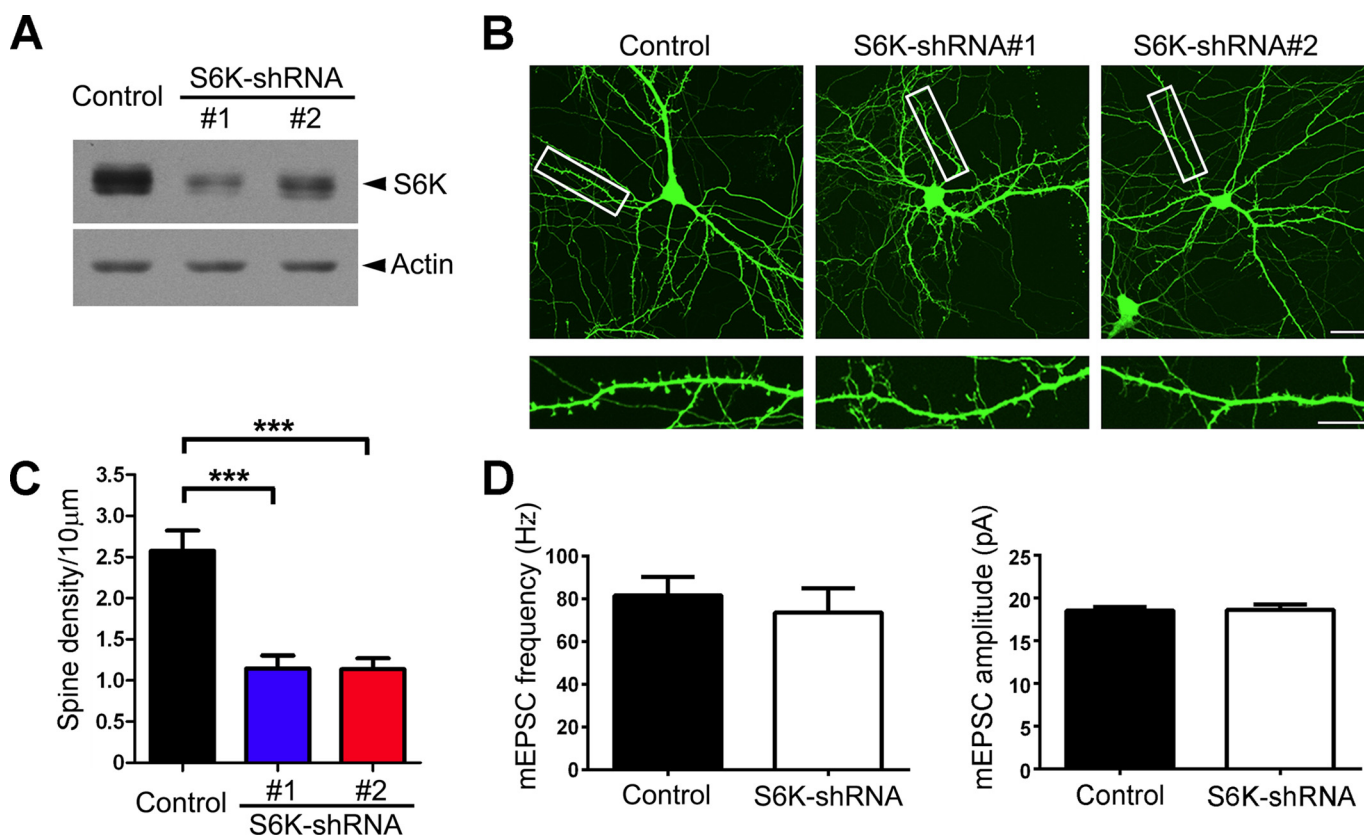 A
S6K-shRNA
Control
#1 #2
S6K
Actin
B
Control S6K-shRNA#1 S6K-shRNA#2
C
***
***
Spine density/10μm
3.5
3.0
2.5
2.0
1.5
1.0
0.5
0
Control
#1 #2
S6K-shRNA
D
mEPSC frequency (Hz)
100
80
60
40
20
0
Control S6K-shRNA
mEPSC amplitude (pA)
25
20
15
10
5
0
Control S6K-shRNA